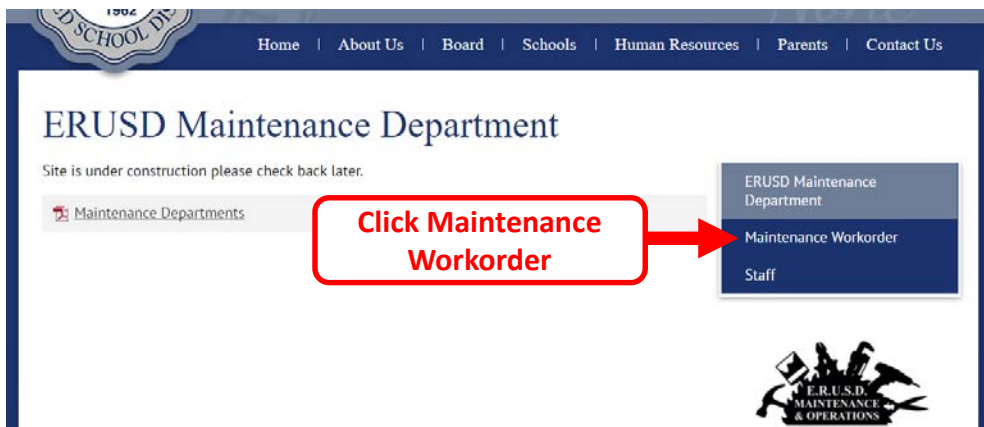 1962
SCHOOL
Home | About Us | Board | Schools | Human Resources | Parents | Contact Us
ERUSD Maintenance Department
Site is under construction please check back later.
Maintenance Departments
Click Maintenance
Workorder
ERUSD Maintenance
Department
Maintenance Workorder
Staff
E.R.U.S.D.
MAINTENANCE
& OPERATIONS